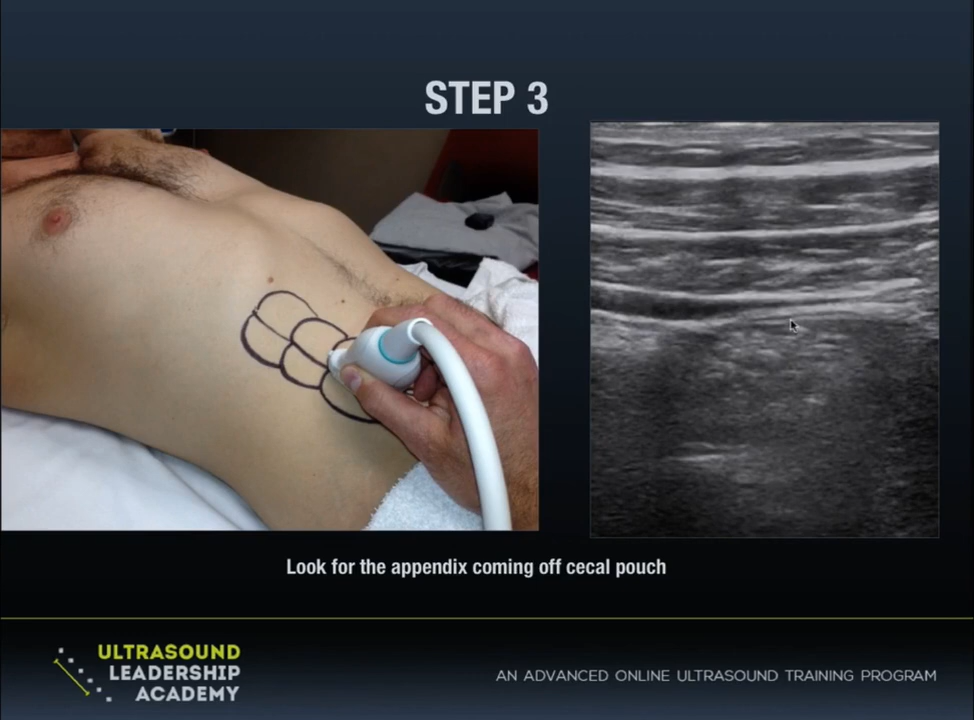 STEP 3
Look for the appendix coming off cecal pouch
ULTRASOUND
LEADERSHIP
ACADEMY
AN ADVANCED ONLINE ULTRASOUND TRAINING PROGRAM